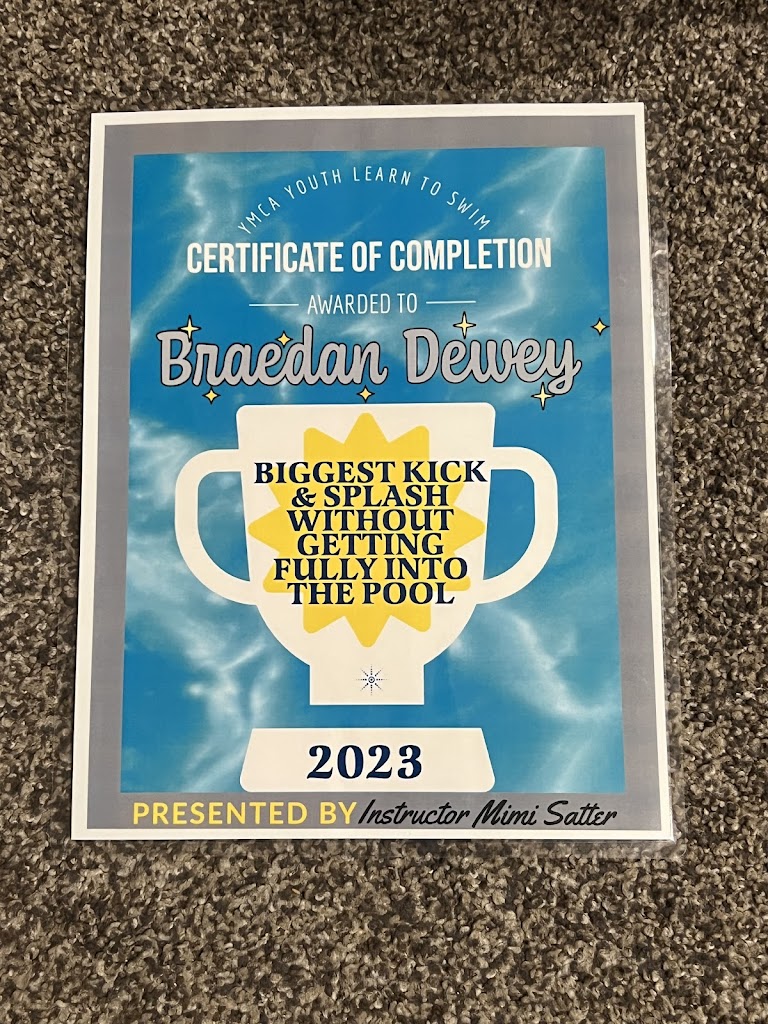 YMCA YOUTH LEARN TO SWIM
CERTIFICATE OF COMPLETION
AWARDED TO
Braedan Dewey
BIGGEST KICK
& SPLASH
WITHOUT
GETTING
FULLY INTO
THE POOL
2023
PRESENTED BY Instructor Mimi Satter